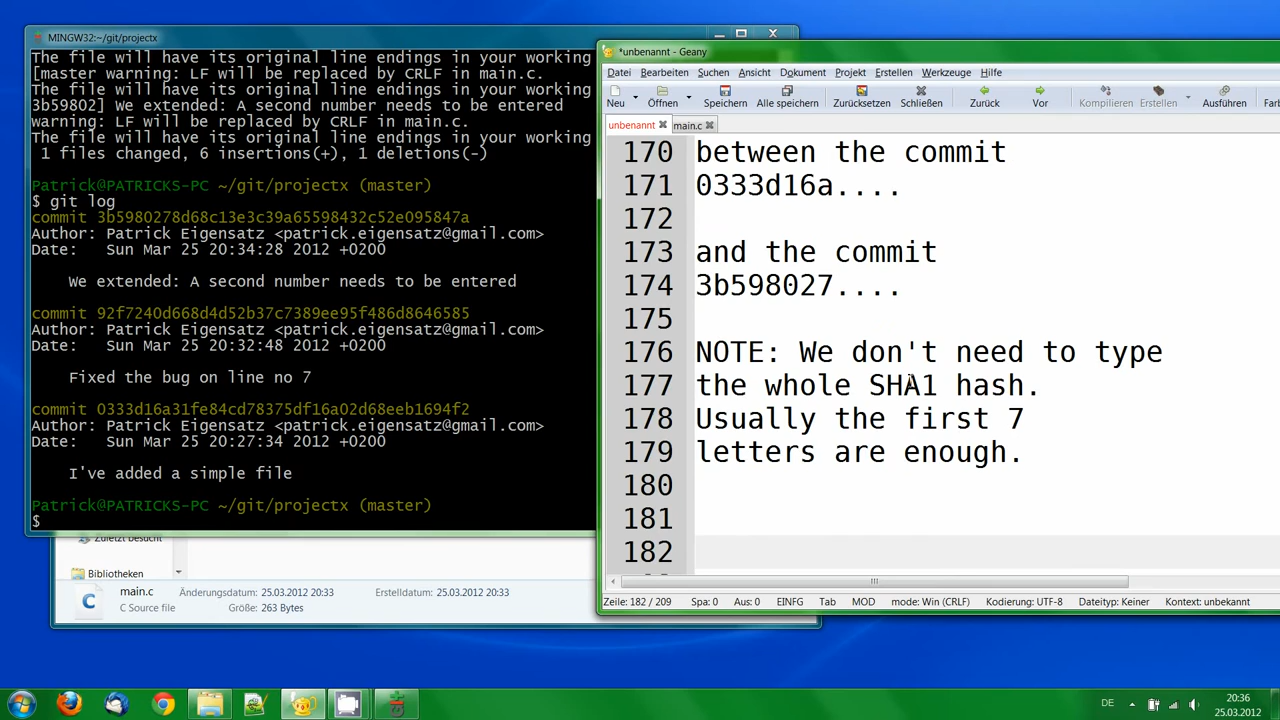 MINGW32:~/git/projectx
The file will have its original line endings in your working
[master warning: LF will be replaced by CRLF in main.c.
The file will have its original line endings in your working
3b59802] We extended: A second number needs to be entered
warning: LF will be replaced by CRLF in main.c.
The file will have its original line endings in your working
1 files changed, 6 insertions(+), 1 deletions(-)
Patrick@PATRICKS-PC ~/git/projectx (master)
$ git log
commit 3b5980278d68c13e3c39a65598432c52e095847a
Author: Patrick Eigensatz <patrick.eigensatz@gmail.com>
Date: Sun Mar 25 20:34:28 2012 +0200
We extended: A second number needs to be entered
commit 92f7240d668d4d52b37c7389ee95f486d8646585
Author: Patrick Eigensatz <patrick.eigensatz@gmail.com>
Date: Sun Mar 25 20:32:48 2012 +0200
Fixed the bug on line no 7
commit 0333d16a31fe84cd78375df16a02d68eeb1694f2
Author: Patrick Eigensatz <patrick.eigensatz@gmail.com>
Date: Sun Mar 25 20:27:34 2012 +0200
I've added a simple file
Patrick@PATRICKS-PC ~/git/projectx (master)
$
Zuletzt besucht
Bibliotheken
main.c Änderungsdatum: 25.03.2012 20:33 Erstelldatum: 25.03.2012 20:33
C Source file Größe: 263 Bytes
*unbenannt - Geany
Datei Bearbeiten Suchen Ansicht Dokument Projekt Erstellen Werkzeuge Hilfe
Neu Öffnen Speichern Alle speichern Zurücksetzen Schließen Zurück Vor Kompilieren Erstellen Ausführen Far
unbenannt main.c
170 between the commit
171 0333d16a....
172
173 and the commit
174 3b598027....
175
176 NOTE: We don't need to type
177 the whole SHA1 hash.
178 Usually the first 7
179 letters are enough.
180
181
182
Zeile: 182 / 209 Spa: 0 Aus: 0 EINFG Tab MOD mode: Win (CRLF) Kodierung: UTF-8 Dateityp: Keiner Kontext: unbekannt
DE 20:36
25.03.2012